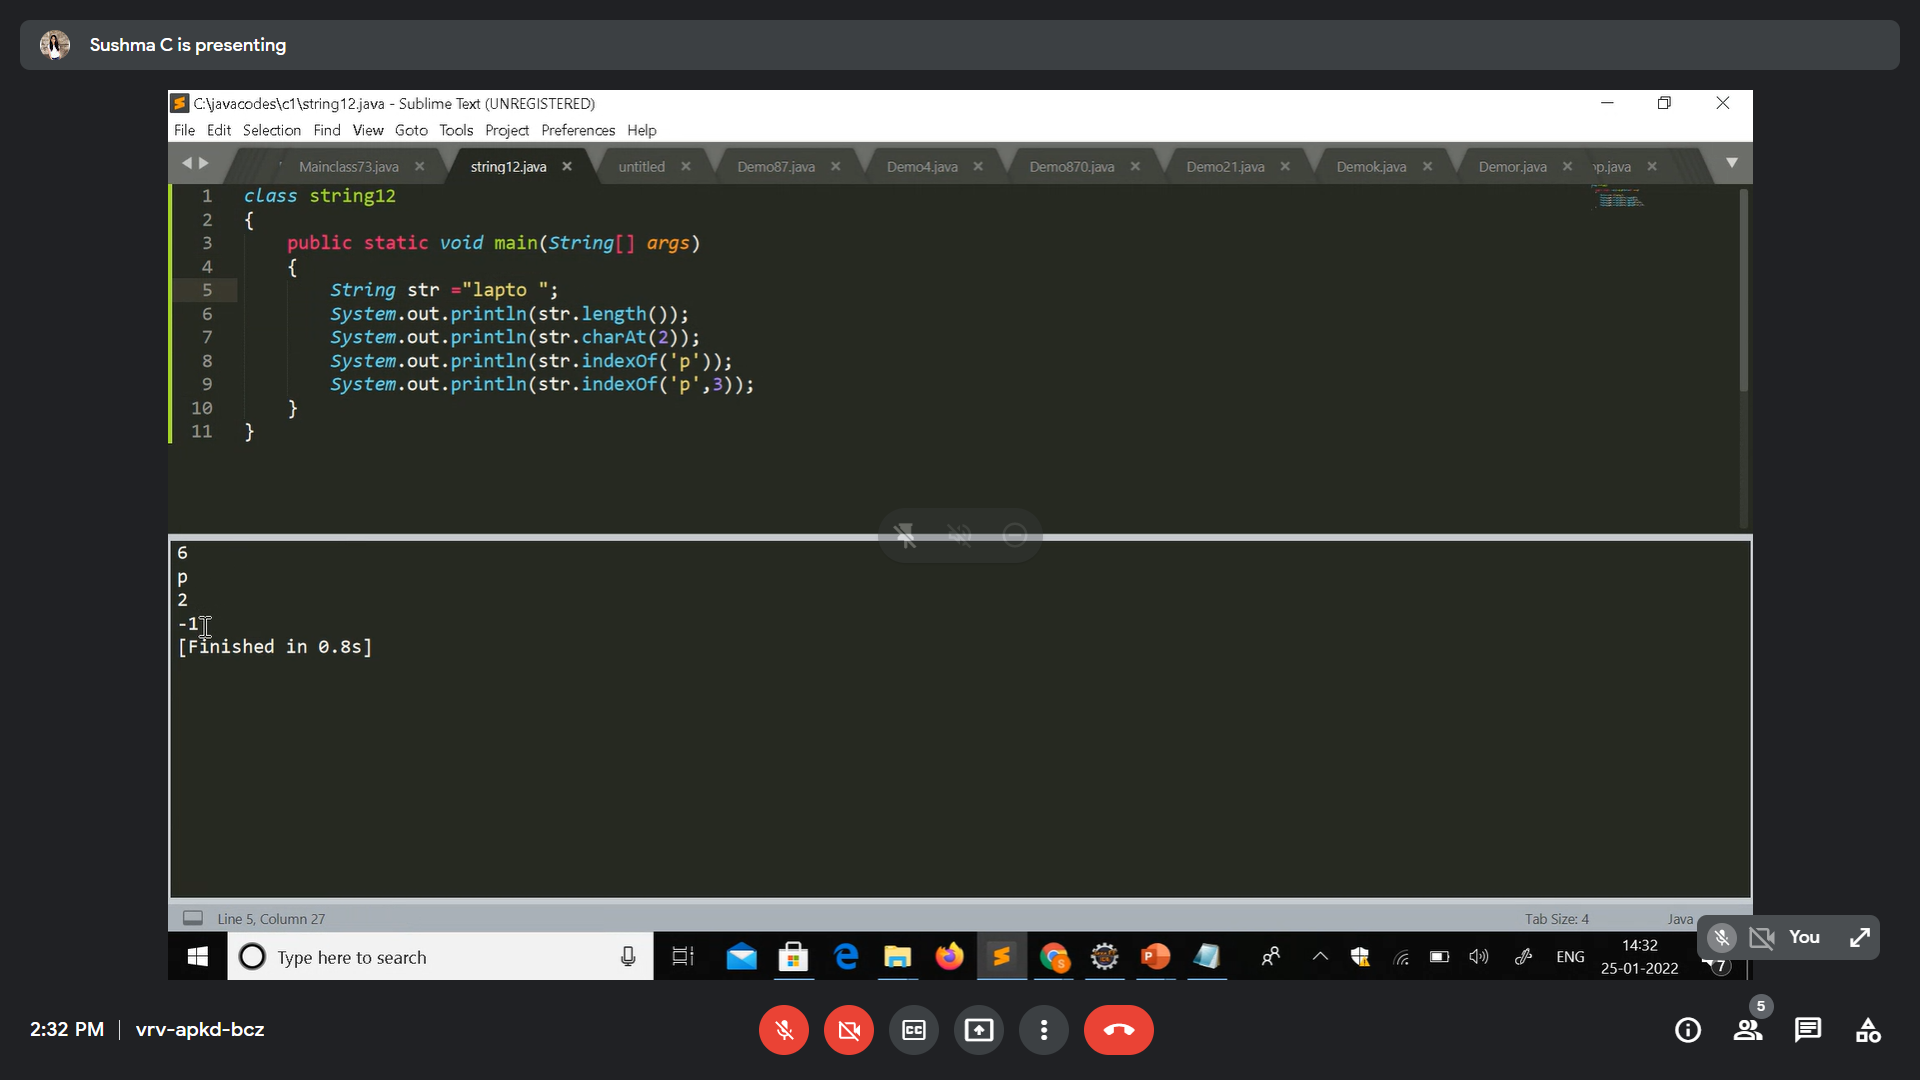 Sushma C is presenting
C:\javacodes\c1\string12.java - Sublime Text (UNREGISTERED)
File Edit Selection Find View Goto Tools Project Preferences Help
Mainclass73.java × string12.java × untitled × Demo87.java × Demo4.java × Demo870.java × Demo21.java × Demok.java × Demor.java × p.java ×
1 class string12
2 {
3 public static void main(String[] args)
4 {
5 String str ="lapto ";
6 System.out.println(str.length());
7 System.out.println(str.charAt(2));
8 System.out.println(str.indexOf('p'));
9 System.out.println(str.indexOf('p',3));
10 }
11 }
6
p
2
-1
[Finished in 0.8s]
Line 5, Column 27 Tab Size: 4 Java
You
Type here to search ENG 14:32
25-01-2022 7
5
2:32 PM | vrv-apkd-bcz